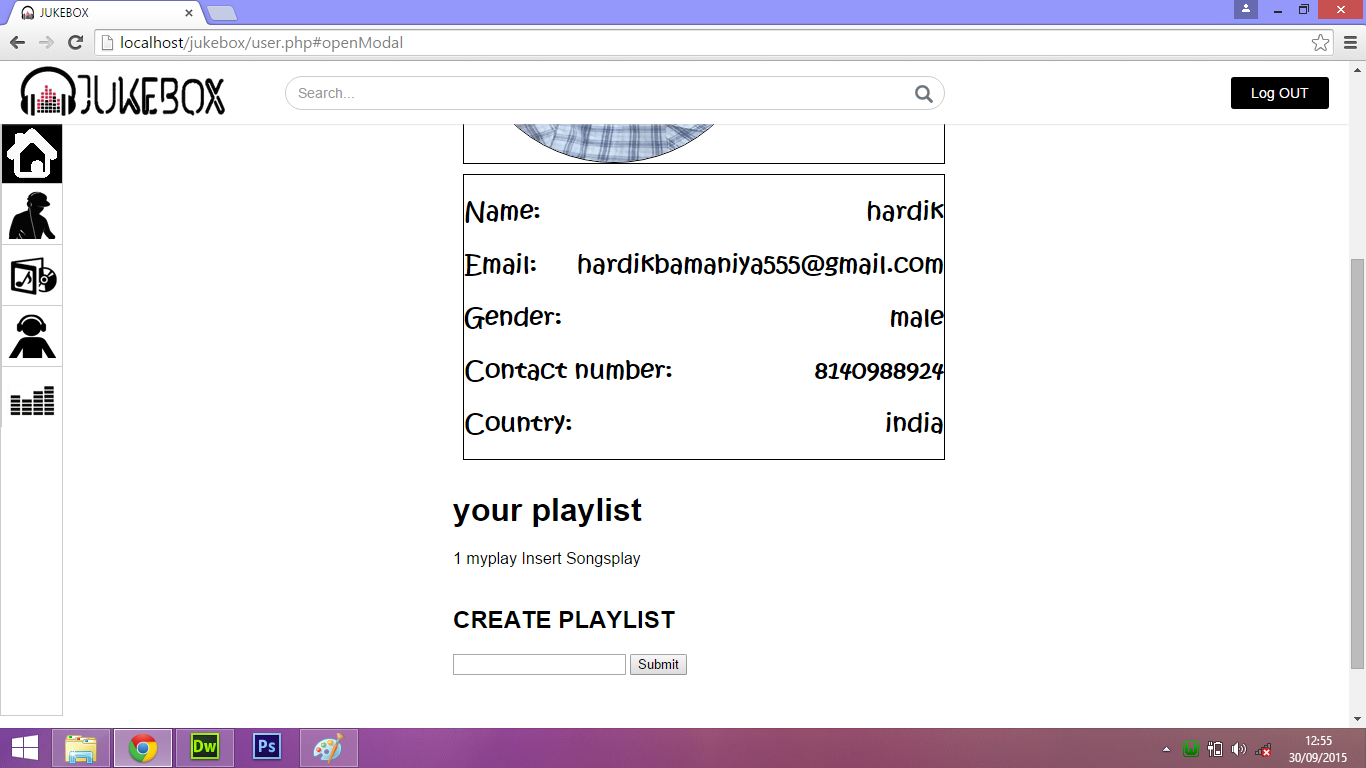 JUKEBOX
localhost/jukebox/user.php#openModal
JUKEBOX
Search...
Log OUT
Name: hardik
Email: hardikbamaniya555@gmail.com
Gender: male
Contact number: 8140988924
Country: india
your playlist
1 myplay Insert Songsplay
CREATE PLAYLIST
Submit
Dw
Ps
12:55
30/09/2015